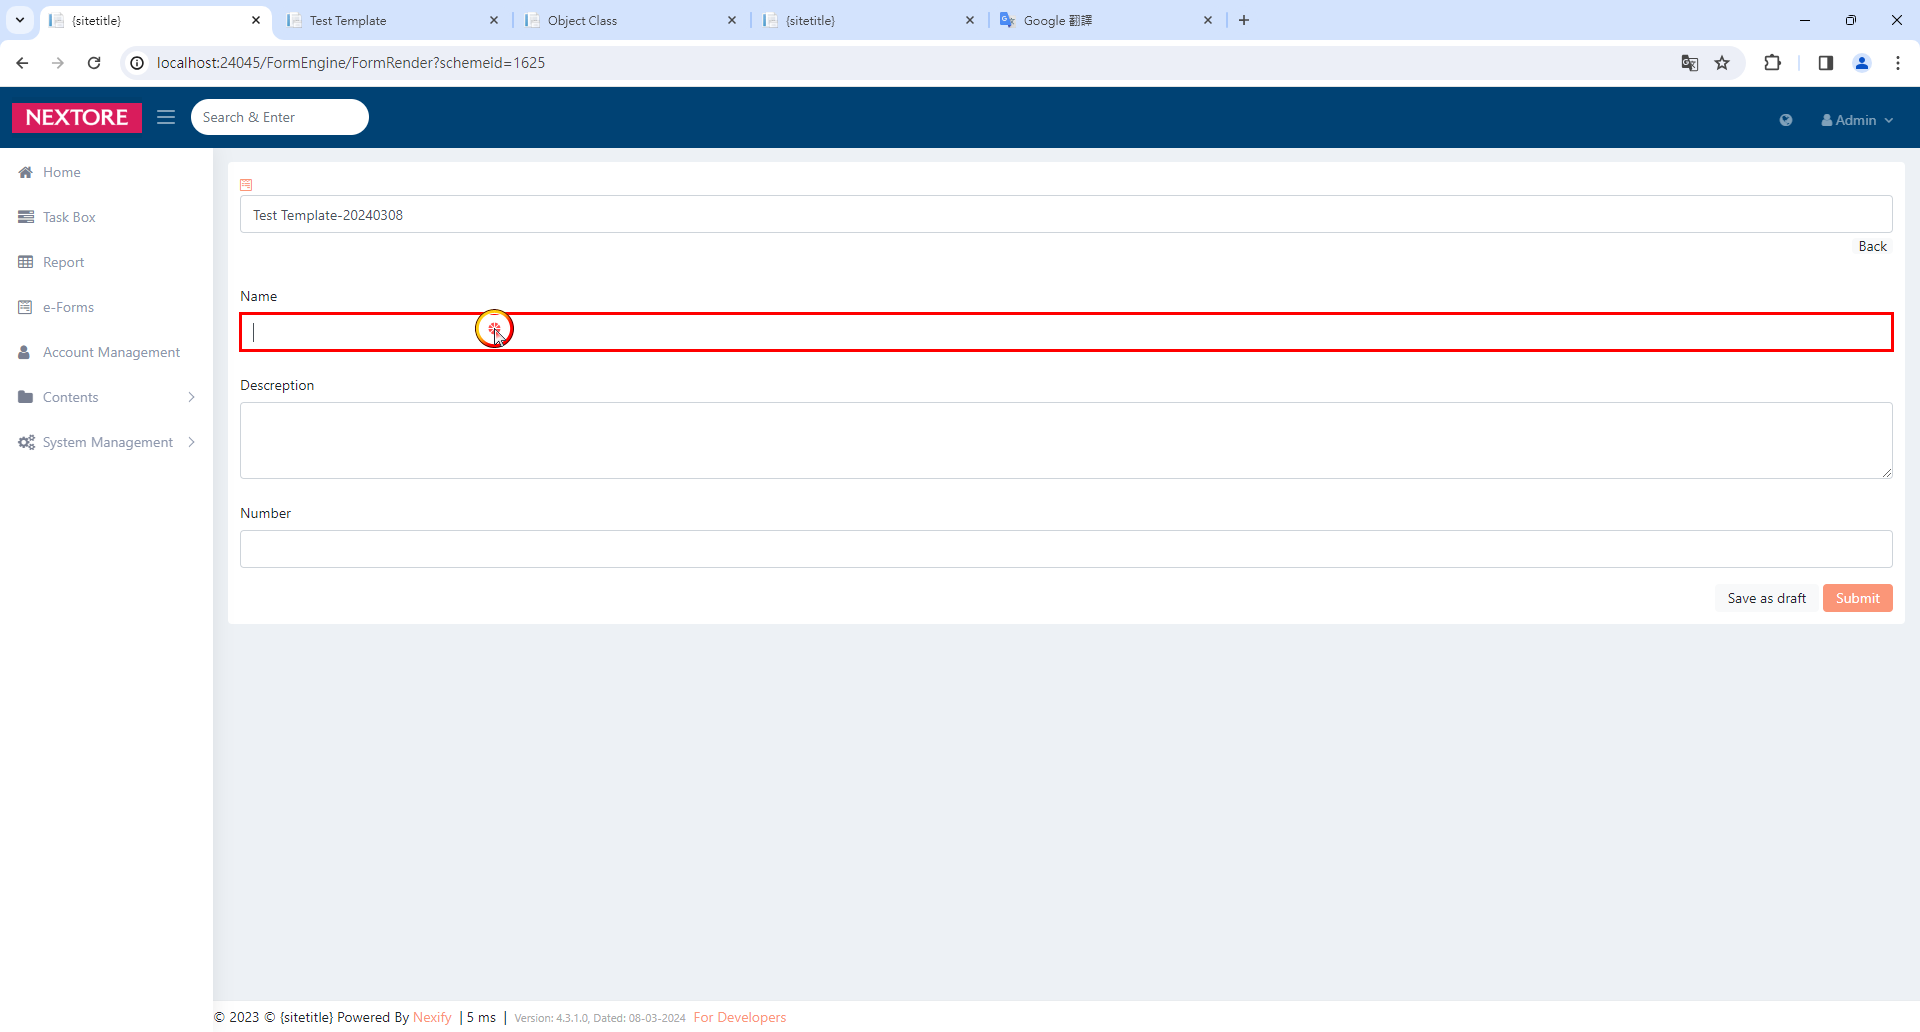 {sitetitle}
Test Template
Object Class
{sitetitle}
Google 翻譯
localhost:24045/FormEngine/FormRender?schemeid=1625
NEXTORE
Search & Enter
Admin
Home
Task Box
Report
e-Forms
Account Management
Contents
System Management
Test Template-20240308
Back
Name
Descreption
Number
Save as draft
Submit
© 2023 © {sitetitle} Powered By Nexify | 5 ms | Version: 4.3.1.0, Dated: 08-03-2024 For Developers